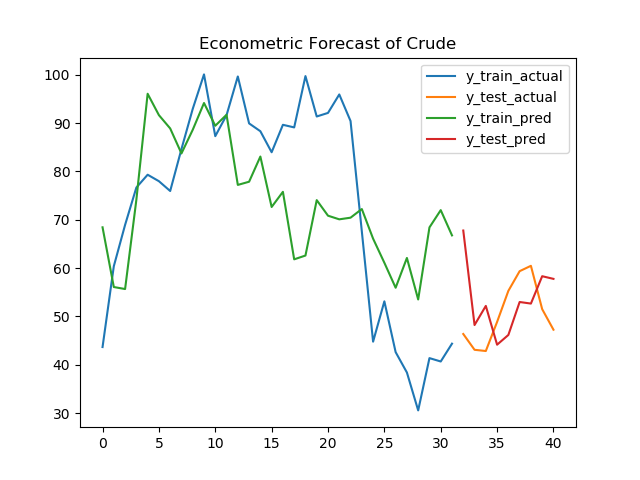 Econometric Forecast of Crude
y_train_actual
y_test_actual
y_train_pred
y_test_pred
100
90
80
70
60
50
40
30
0 5 10 15 20 25 30 35 40